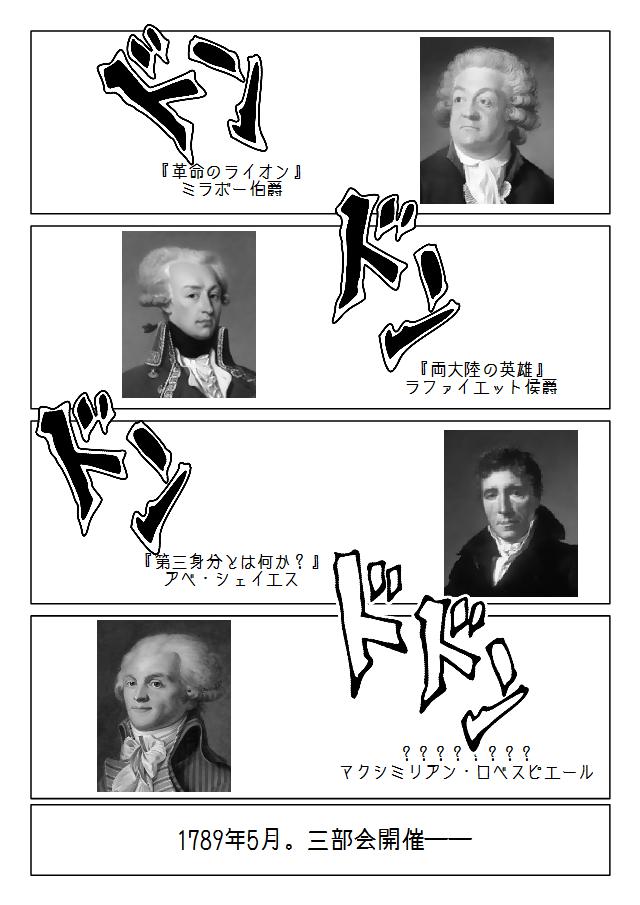 ドン
『革命のライオン』
ミラボー伯爵
ドン
『両大陸の英雄』
ラファイエット侯爵
ドン
『第三身分とは何か？』
アベ・シェイエス
ドドン
？？？？・？？？
マクシミリアン・ロベスピエール
1789年5月。三部会開催――